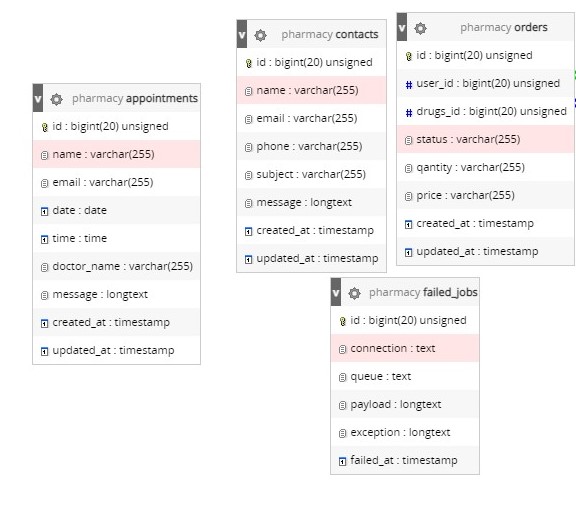 v pharmacy appointments
id : bigint(20) unsigned
name : varchar(255)
email : varchar(255)
date : date
time : time
doctor_name : varchar(255)
message : longtext
created_at : timestamp
updated_at : timestamp
v pharmacy contacts
id : bigint(20) unsigned
name : varchar(255)
email : varchar(255)
phone : varchar(255)
subject : varchar(255)
message : longtext
created_at : timestamp
updated_at : timestamp
v pharmacy orders
id : bigint(20) unsigned
# user_id : bigint(20) unsigned
# drugs_id : bigint(20) unsigned
status : varchar(255)
qantity : varchar(255)
price : varchar(255)
created_at : timestamp
updated_at : timestamp
v pharmacy failed_jobs
id : bigint(20) unsigned
connection : text
queue : text
payload : longtext
exception : longtext
failed_at : timestamp